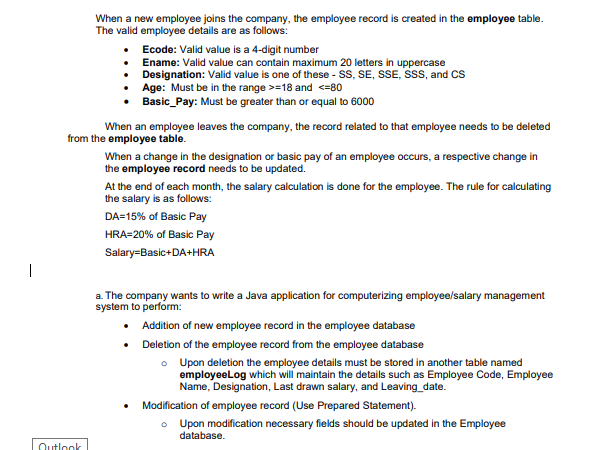 When a new employee joins the company, the employee record is created in the employee table.
The valid employee details are as follows:
• Ecode: Valid value is a 4-digit number
• Ename: Valid value can contain maximum 20 letters in uppercase
• Designation: Valid value is one of these - SS, SE, SSE, SSS, and CS
• Age: Must be in the range >=18 and <=80
• Basic_Pay: Must be greater than or equal to 6000
When an employee leaves the company, the record related to that employee needs to be deleted
from the employee table.
When a change in the designation or basic pay of an employee occurs, a respective change in
the employee record needs to be updated.
At the end of each month, the salary calculation is done for the employee. The rule for calculating
the salary is as follows:
DA=15% of Basic Pay
HRA=20% of Basic Pay
Salary=Basic+DA+HRA
a. The company wants to write a Java application for computerizing employee/salary management
system to perform:
• Addition of new employee record in the employee database
• Deletion of the employee record from the employee database
o Upon deletion the employee details must be stored in another table named
employeeLog which will maintain the details such as Employee Code, Employee
Name, Designation, Last drawn salary, and Leaving_date.
• Modification of employee record (Use Prepared Statement).
o Upon modification necessary fields should be updated in the Employee
database.
Outlook